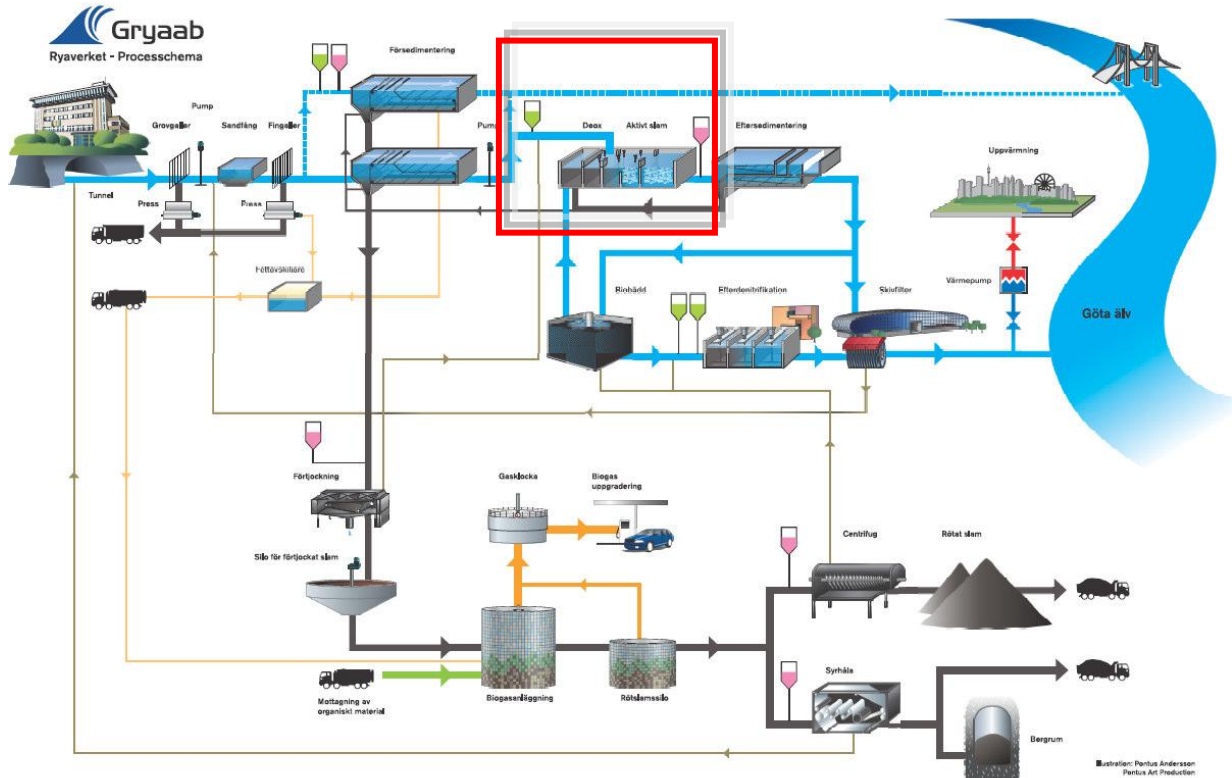 Gryaab
Ryaverket - Processchema
Försedimentering
Pump
Grovgaller
Sandfång
Fingaller
Pump
Deox
Aktivt slam
Eftersedimentering
Uppvärmning
Tunnel
Press
Press
Fettavskiljare
Biobädd
Efterdenitrifikation
Skivfilter
Värmepump
Göta älv
Förtjockning
Gasklocka
Biogas
uppgradering
Silo för förtjockat slam
Centrifug
Rötat slam
Mottagning av
organiskt material
Biogasanläggning
Rötslamssilo
Syrhåla
Bergrum
Illustration: Pontus Andersson
Pontus Art Production